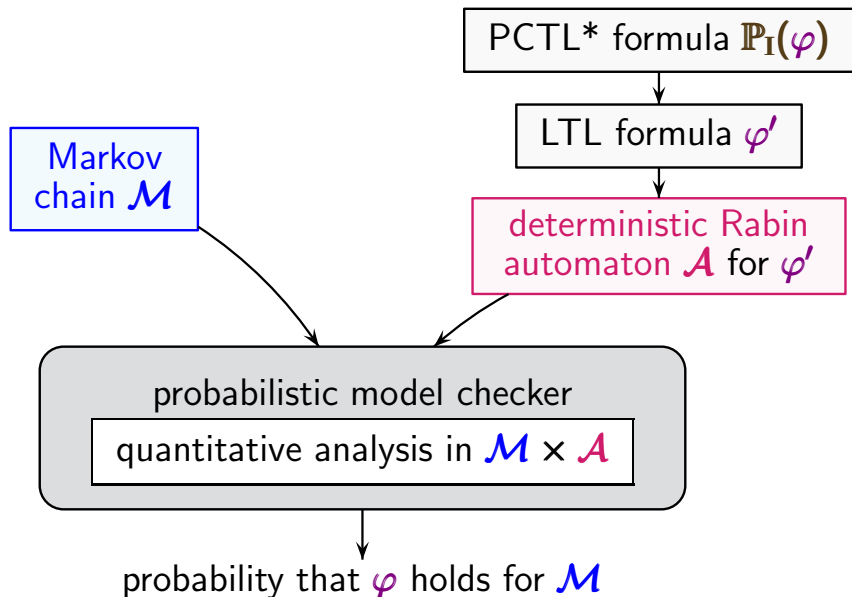 PCTL* formula ℙ_I(φ)
LTL formula φ′
Markov
chain 𝓜
deterministic Rabin
automaton 𝓐 for φ′
probabilistic model checker
quantitative analysis in 𝓜 × 𝓐
probability that φ holds for 𝓜